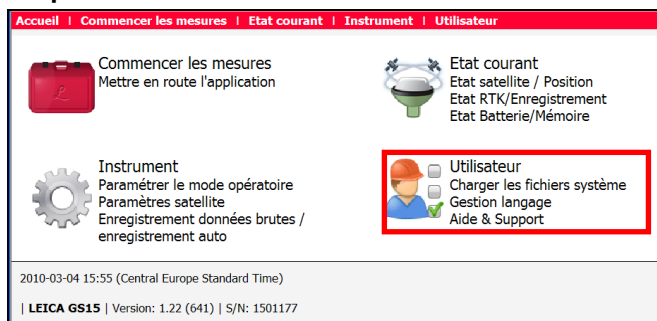 Accueil | Commencer les mesures | Etat courant | Instrument | Utilisateur
Commencer les mesures
Mettre en route l'application
Etat courant
Etat satellite / Position
Etat RTK/Enregistrement
Etat Batterie/Mémoire
Instrument
Paramétrer le mode opératoire
Paramètres satellite
Enregistrement données brutes /
enregistrement auto
Utilisateur
Charger les fichiers système
Gestion langage
Aide & Support
2010-03-04 15:55 (Central Europe Standard Time)
| LEICA GS15 | Version: 1.22 (641) | S/N: 1501177